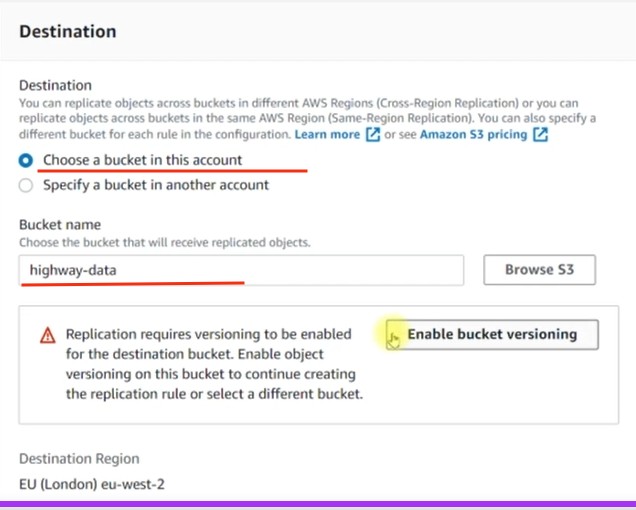 Destination
Destination
You can replicate objects across buckets in different AWS Regions (Cross-Region Replication) or you can
replicate objects across buckets in the same AWS Region (Same-Region Replication). You can also specify a
different bucket for each rule in the configuration. Learn more or see Amazon S3 pricing
Choose a bucket in this account
Specify a bucket in another account
Bucket name
Choose the bucket that will receive replicated objects.
highway-data
Browse S3
Replication requires versioning to be enabled
for the destination bucket. Enable object
versioning on this bucket to continue creating
the replication rule or select a different bucket.
Enable bucket versioning
Destination Region
EU (London) eu-west-2